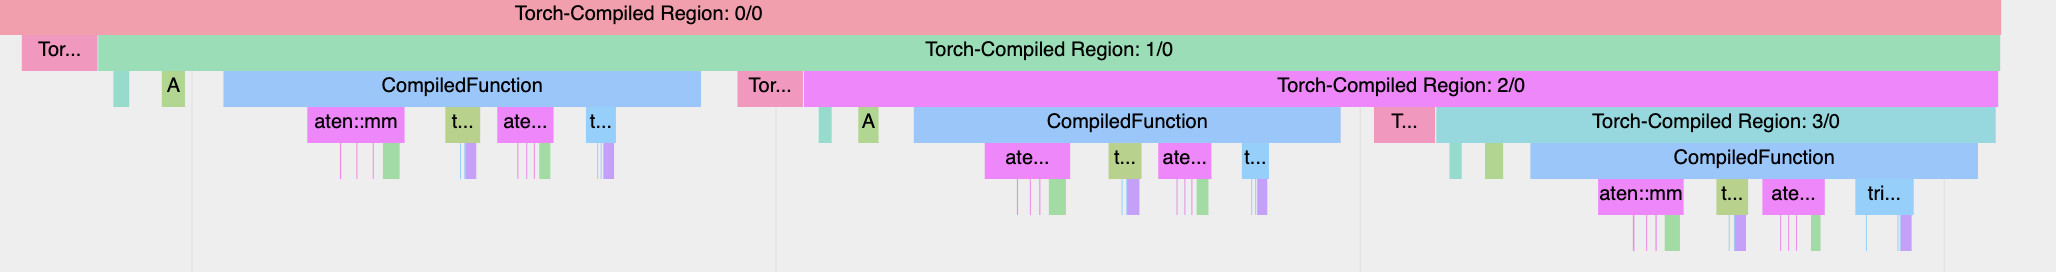 Torch-Compiled Region: 0/0
Tor... Torch-Compiled Region: 1/0
A CompiledFunction Tor... Torch-Compiled Region: 2/0
aten::mm t... ate... t... A CompiledFunction T... Torch-Compiled Region: 3/0
ate... t... ate... t... CompiledFunction
aten::mm t... ate... tri...